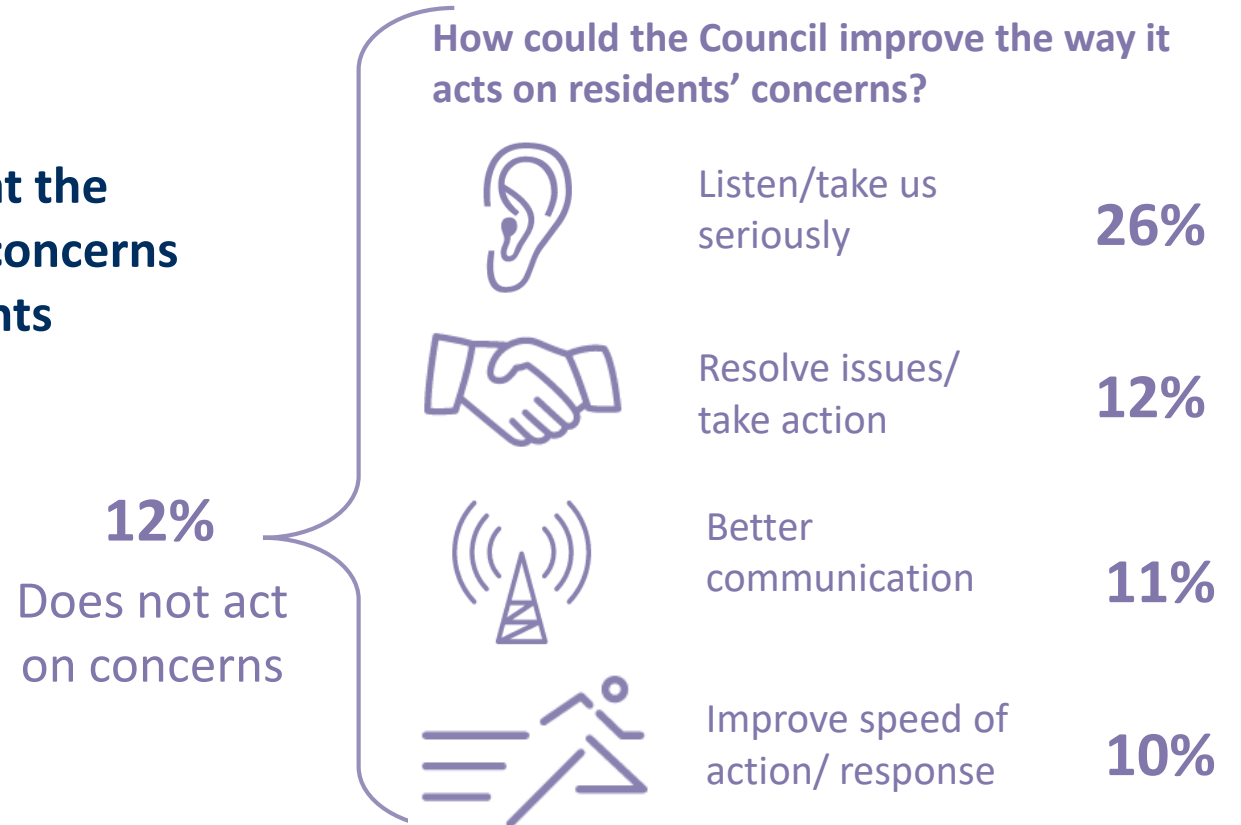 How could the Council improve the way it
acts on residents’ concerns?
the
concerns
Listen/take us
seriously
26%
Resolve issues/
take action
12%
12%
Does not act
on concerns
Better
communication
11%
Improve speed of
action/ response
10%